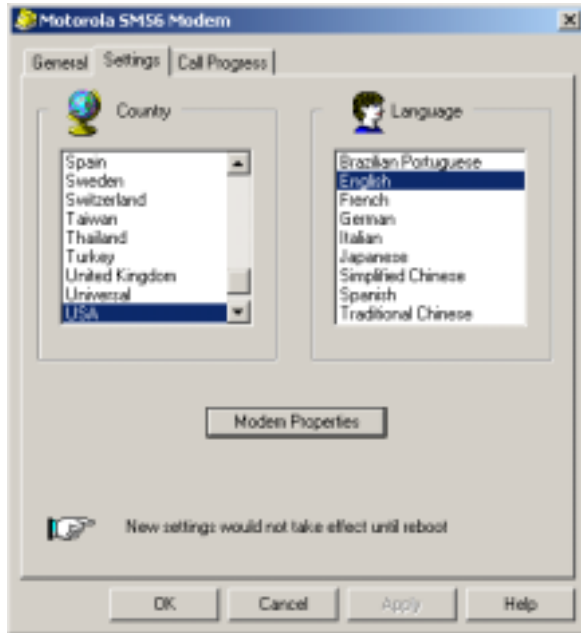 Motorola SM56 Modem
General Settings Call Progress
Country
Spain
Sweden
Switzerland
Taiwan
Thailand
Turkey
United Kingdom
Universal
USA
Language
Brazilian Portuguese
English
French
German
Italian
Japanese
Simplified Chinese
Spanish
Traditional Chinese
Modem Properties
New settings would not take effect until reboot
OK Cancel Apply Help